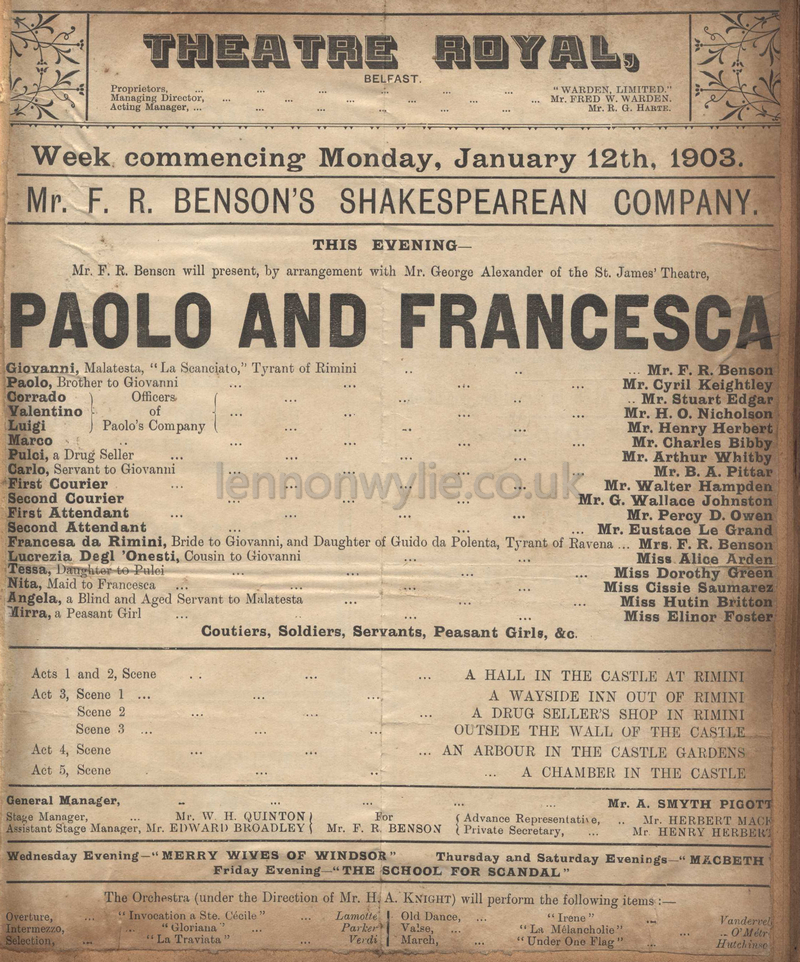 THEATRE ROYAL,
BELFAST.
Proprietors, ... ... ... ... ... ... "WARDEN, LIMITED."
Managing Director, ... ... ... ... ... ... Mr. FRED W. WARDEN.
Acting Manager, ... ... ... ... ... ... Mr. R. G. HARTE.
Week commencing Monday, January 12th, 1903.
Mr. F. R. BENSON'S SHAKESPEAREAN COMPANY.
THIS EVENING—
Mr. F. R. Benson will present, by arrangement with Mr. George Alexander of the St. James' Theatre,
PAOLO AND FRANCESCA
Giovanni, Malatesta, "La Scanciato," Tyrant of Rimini .. .. ... Mr. F. R. Benson
Paolo, Brother to Giovanni ... ... ... ... Mr. Cyril Keightley
Corrado } Officers { ... ... .. Mr. Stuart Edgar
Valentino } of { ... ... ... ... Mr. H. O. Nicholson
Luigi } Paolo's Company { ... ... ... Mr. Henry Herbert
Marco .. ... ... ... ... Mr. Charles Bibby
Pulci, a Drug Seller ... ... ... ... Mr. Arthur Whitby
Carlo, Servant to Giovanni ... ... ... ... Mr. B. A. Pittar
lennonwylie.co.uk
First Courier ... ... ... ... Mr. Walter Hampden
Second Courier ... ... ... Mr. G. Wallace Johnston
First Attendant ... ... ... ... Mr. Percy D. Owen
Second Attendant ... ... ... ... Mr. Eustace Le Grand
Francesa da Rimini, Bride to Giovanni, and Daughter of Guido da Polenta, Tyrant of Ravena ... Mrs. F. R. Benson
Lucrezia Degl 'Onesti, Cousin to Giovanni ... ... Miss Alice Arden
Tessa, Daughter to Pulci ... ... ... ... Miss Dorothy Green
Nita, Maid to Francesca ... ... ... ... Miss Cissie Saumarez
Angela, a Blind and Aged Servant to Malatesta ... ... ... Miss Hutin Britton
Mirra, a Peasant Girl ... ... ... ... Miss Elinor Foster
Coutiers, Soldiers, Servants, Peasant Girls, &c.
Acts 1 and 2, Scene .. ... ... A HALL IN THE CASTLE AT RIMINI
Act 3, Scene 1 ... ... ... A WAYSIDE INN OUT OF RIMINI
Scene 2 ... ... ... A DRUG SELLER'S SHOP IN RIMINI
Scene 3 ... ... ... OUTSIDE THE WALL OF THE CASTLE
Act 4, Scene ... ... ... AN ARBOUR IN THE CASTLE GARDENS
Act 5, Scene . ... .. ... A CHAMBER IN THE CASTLE
General Manager, .. ... ... ... Mr. A. SMYTH PIGOTT
Stage Manager, ... Mr. W. H. QUINTON } For { Advance Representative, .. Mr. HERBERT
Assistant Stage Manager, Mr. EDWARD BROADLEY { Mr. F. R. BENSON { Private Secretary, ... Mr HENRY HERBERT
Wednesday Evening—"MERRY WIVES OF WINDSOR" Thursday and Saturday Evenings—"MACBETH"
Friday Evening—"THE SCHOOL FOR SCANDAL"
The Orchestra (under the Direction of Mr. H. A. KNIGHT) will perform the following items:—
Overture, ... "Invocation a Ste. Cécile" ... Lamotte
Intermezzo, ... "Gloriana" ... Parker
Selection, ... "La Traviata" ... Verdi
Old Dance, ... "Irene" ...
Valse, ... "La Mélancholie" ...
March, ... "Under One Flag" ...